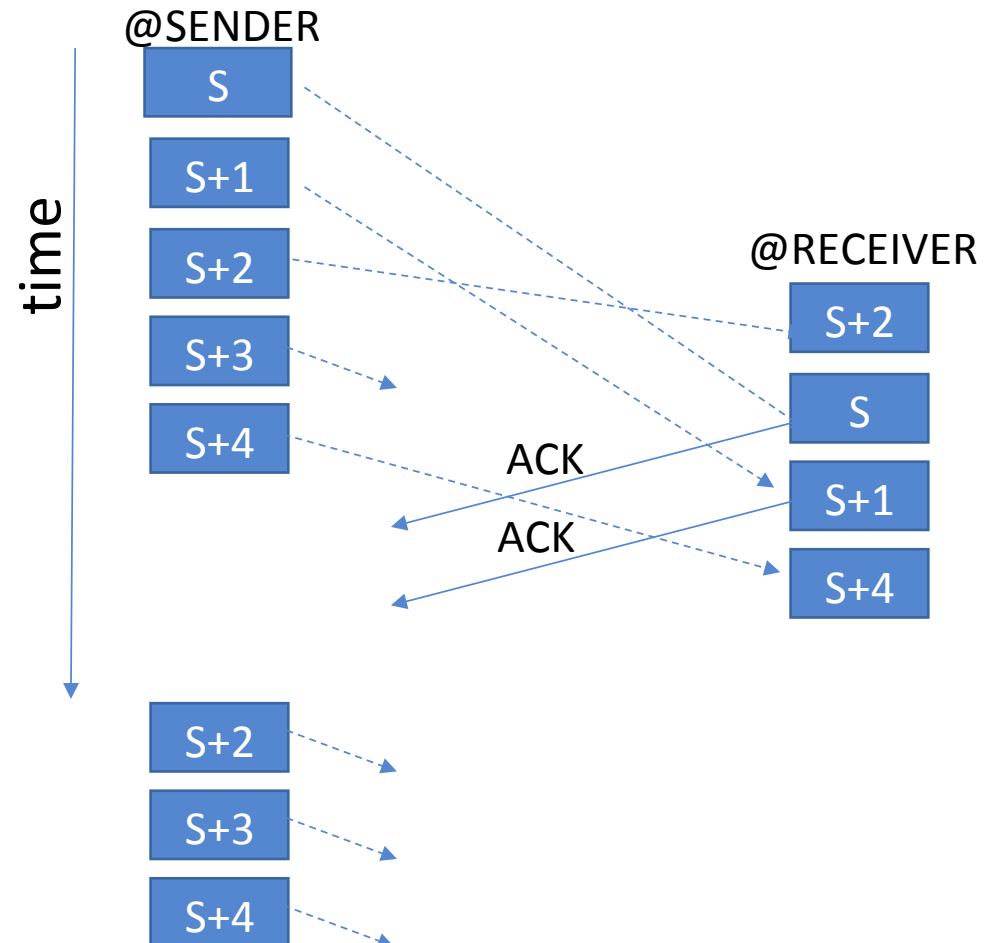 @SENDER
S
S+1
S+2
S+3
S+4
time
@RECEIVER
S+2
S
S+1
S+4
ACK
ACK
S+2
S+3
S+4